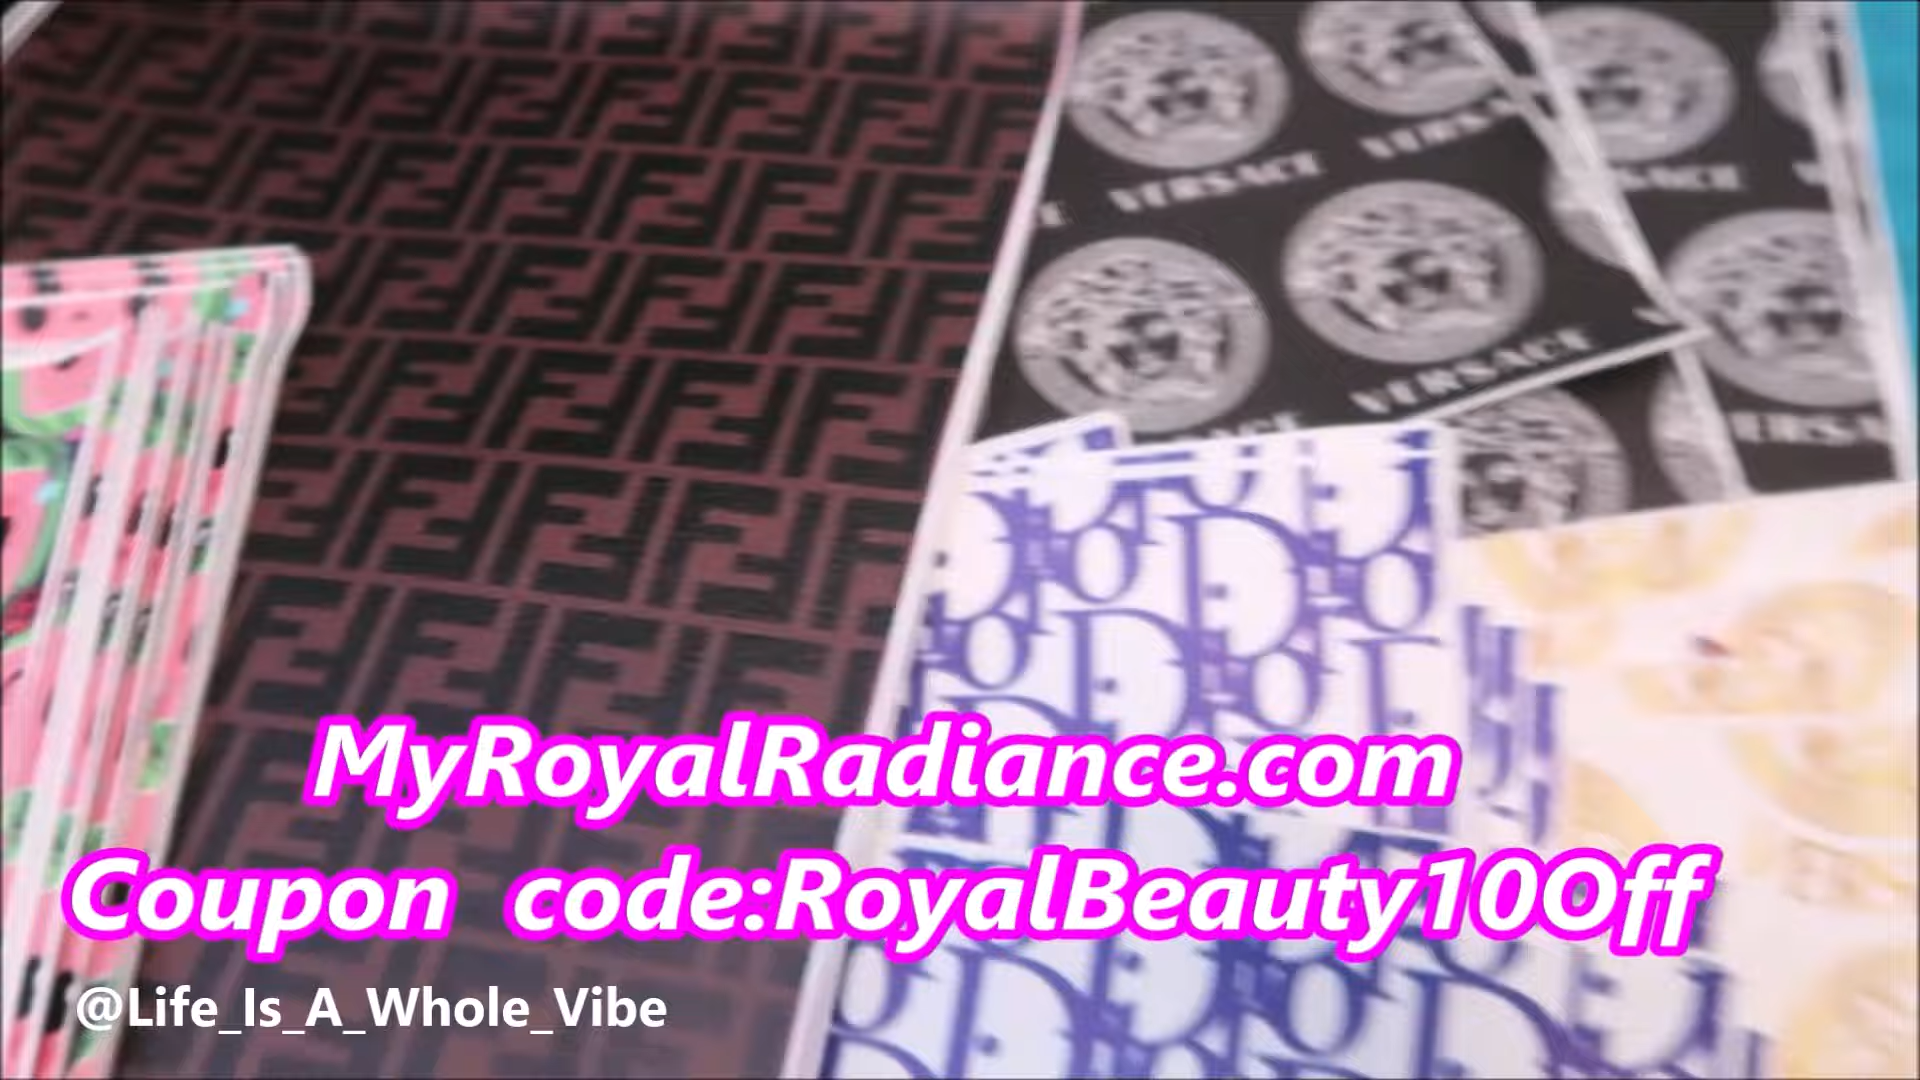 VERSACE
VERSACE
VERSACE
MyRoyalRadiance.com
Coupon code:RoyalBeauty10Off
@Life_Is_A_Whole_Vibe